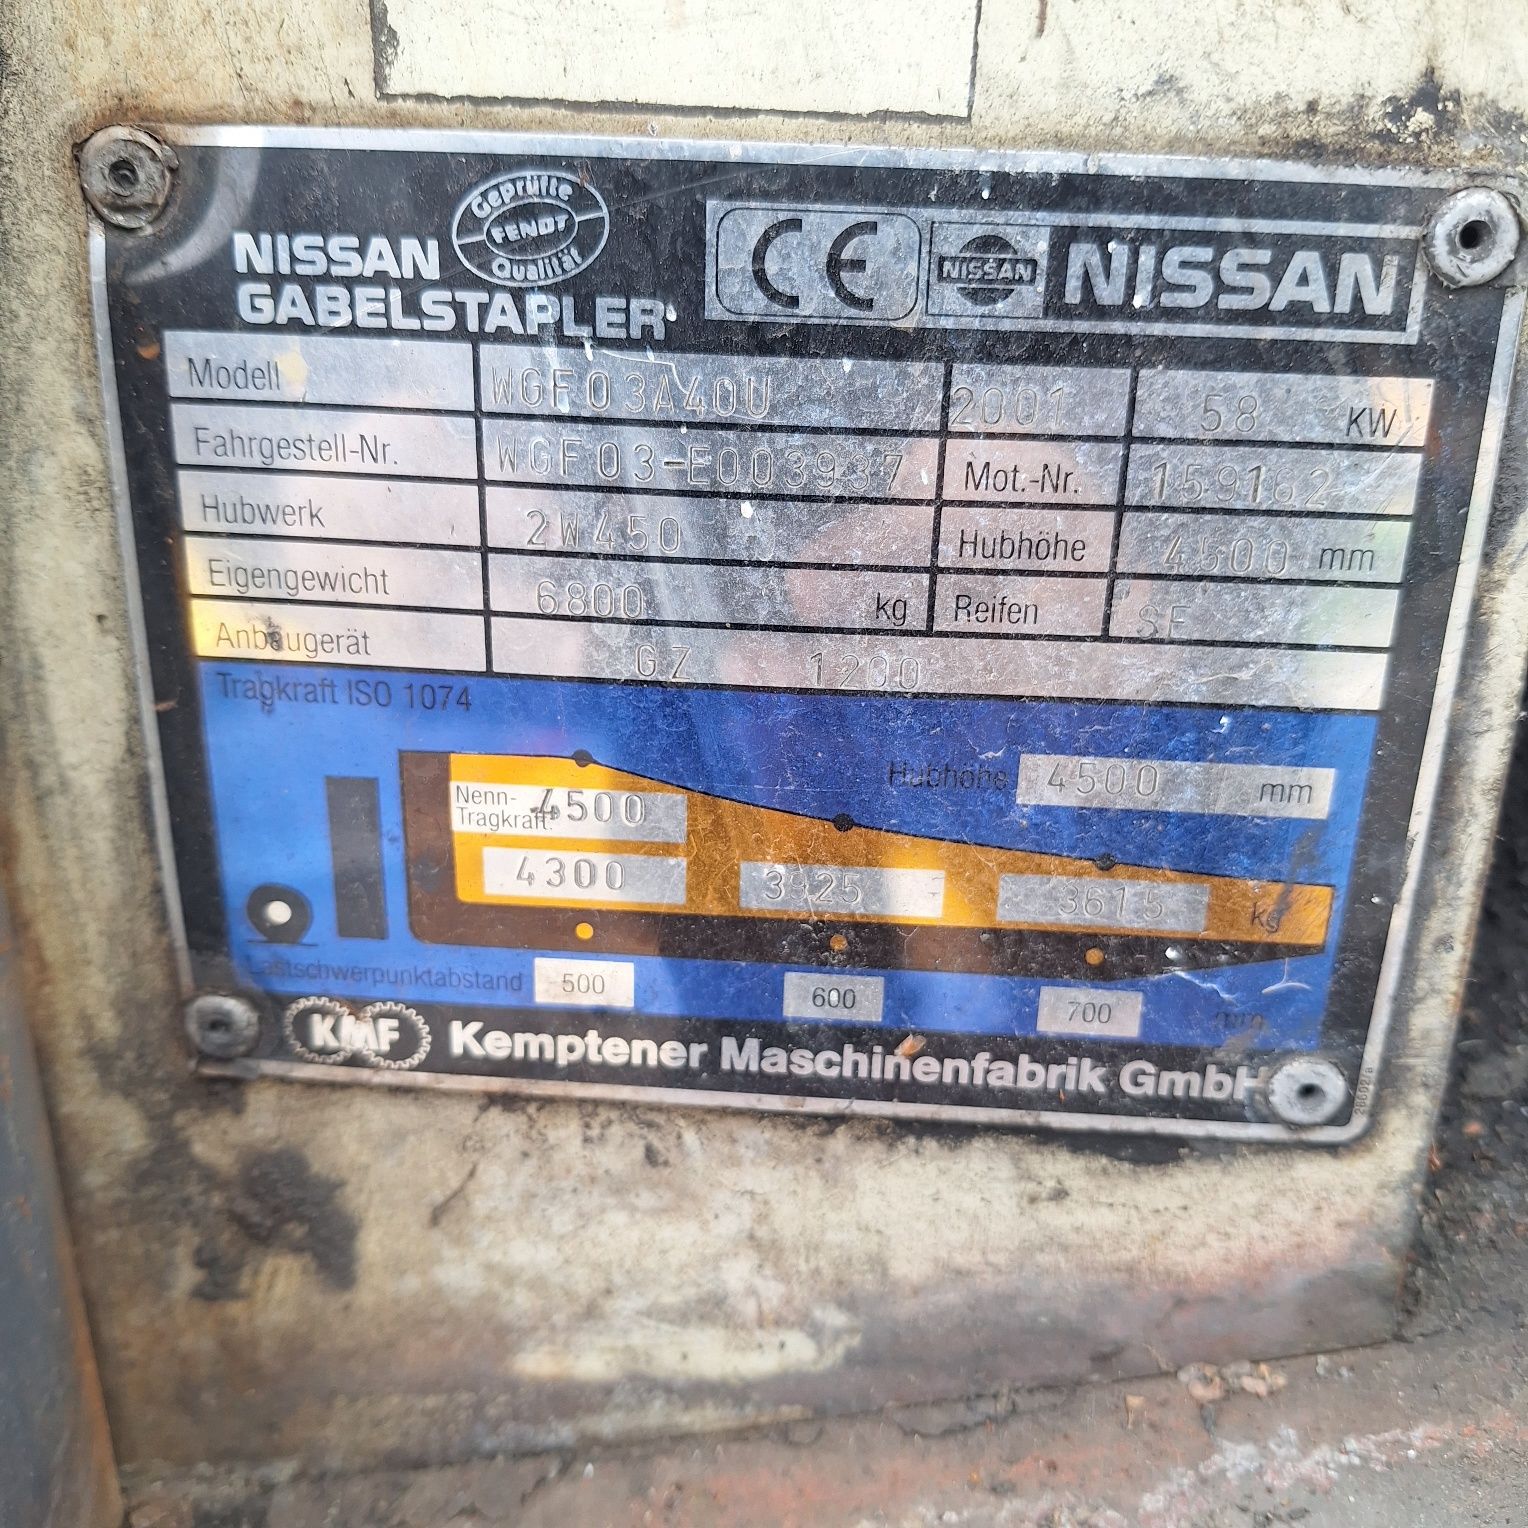 NISSAN
GABELSTAPLER
Geprüfte
FENDT
Qualität
CE NISSAN NISSAN
Modell WGF03A40U 2001 58 KW
Fahrgestell-Nr. WGF03-E003937 Mot.-Nr. 159162
Hubwerk 2W450 Hubhöhe 4500 mm
Eigengewicht 6800 kg Reifen SE
Anbaugerät GZ 1200
Tragkraft ISO 1074
Hubhöhe 4500 mm
Nenn-
Tragkraft: 4500
4300 3925 3615 kg
Lastschwerpunktabstand 500 600 700 mm
KMF Kemptener Maschinenfabrik GmbH